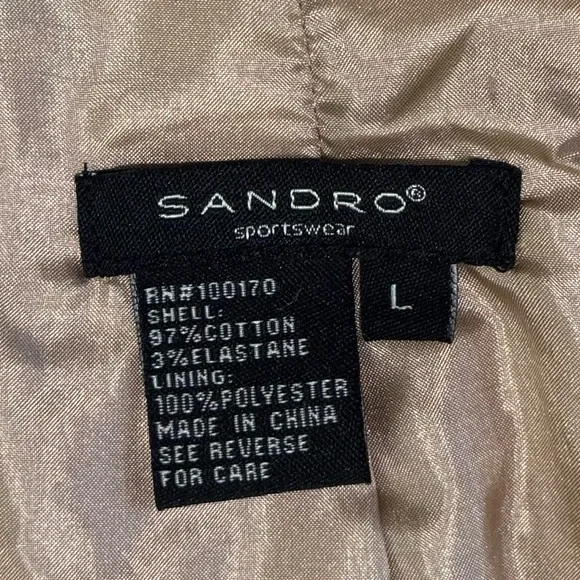 SANDRO®
sportswear
L
RN#100170
SHELL:
97%COTTON
3%ELASTANE
LINING:
100%POLYESTER
MADE IN CHINA
SEE REVERSE
FOR CARE